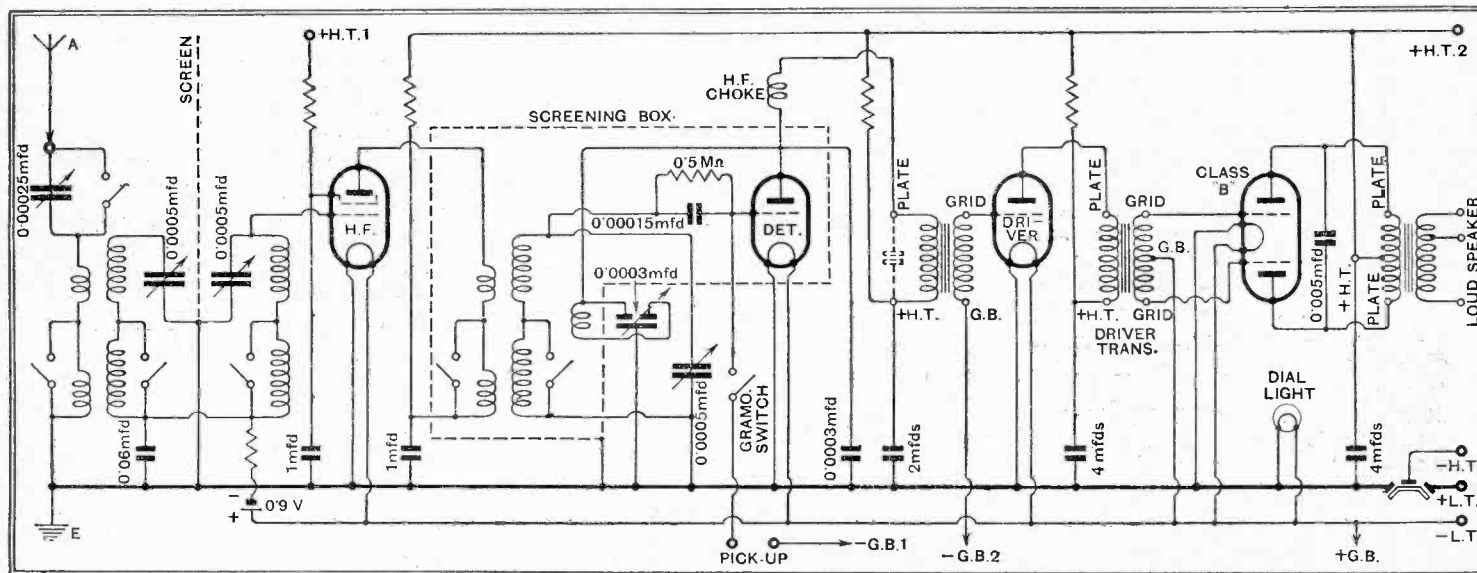 A.
SCREEN
+H.T.1
+H.T.2
H.F.
CHOKE
SCREENING BOX.
0·00025mfd
0·0005mfd
0·0005mfd
H.F.
0·5 MΩ
0·00015mfd
DET.
0·0003mfd
PLATE
GRID
DRI-
VER.
PLATE
GRID
G.B.
GRID
CLASS
"B"
0·005mfd
+H.T.
PLATE
PLATE
LOUD SPEAKER
+H.T.
G.B.
+H.T.
DRIVER
TRANS.
DIAL
LIGHT
0·06mfd
1mfd
1mfd
0·0005mfd
GRAMO.
SWITCH
0·0003mfd
2mfds
4mfds
4mfds
-H.T.
+L.T.
-L.T.
-
+
0·9 V
E
PICK-UP
-G.B.1
-G.B.2
+G.B.